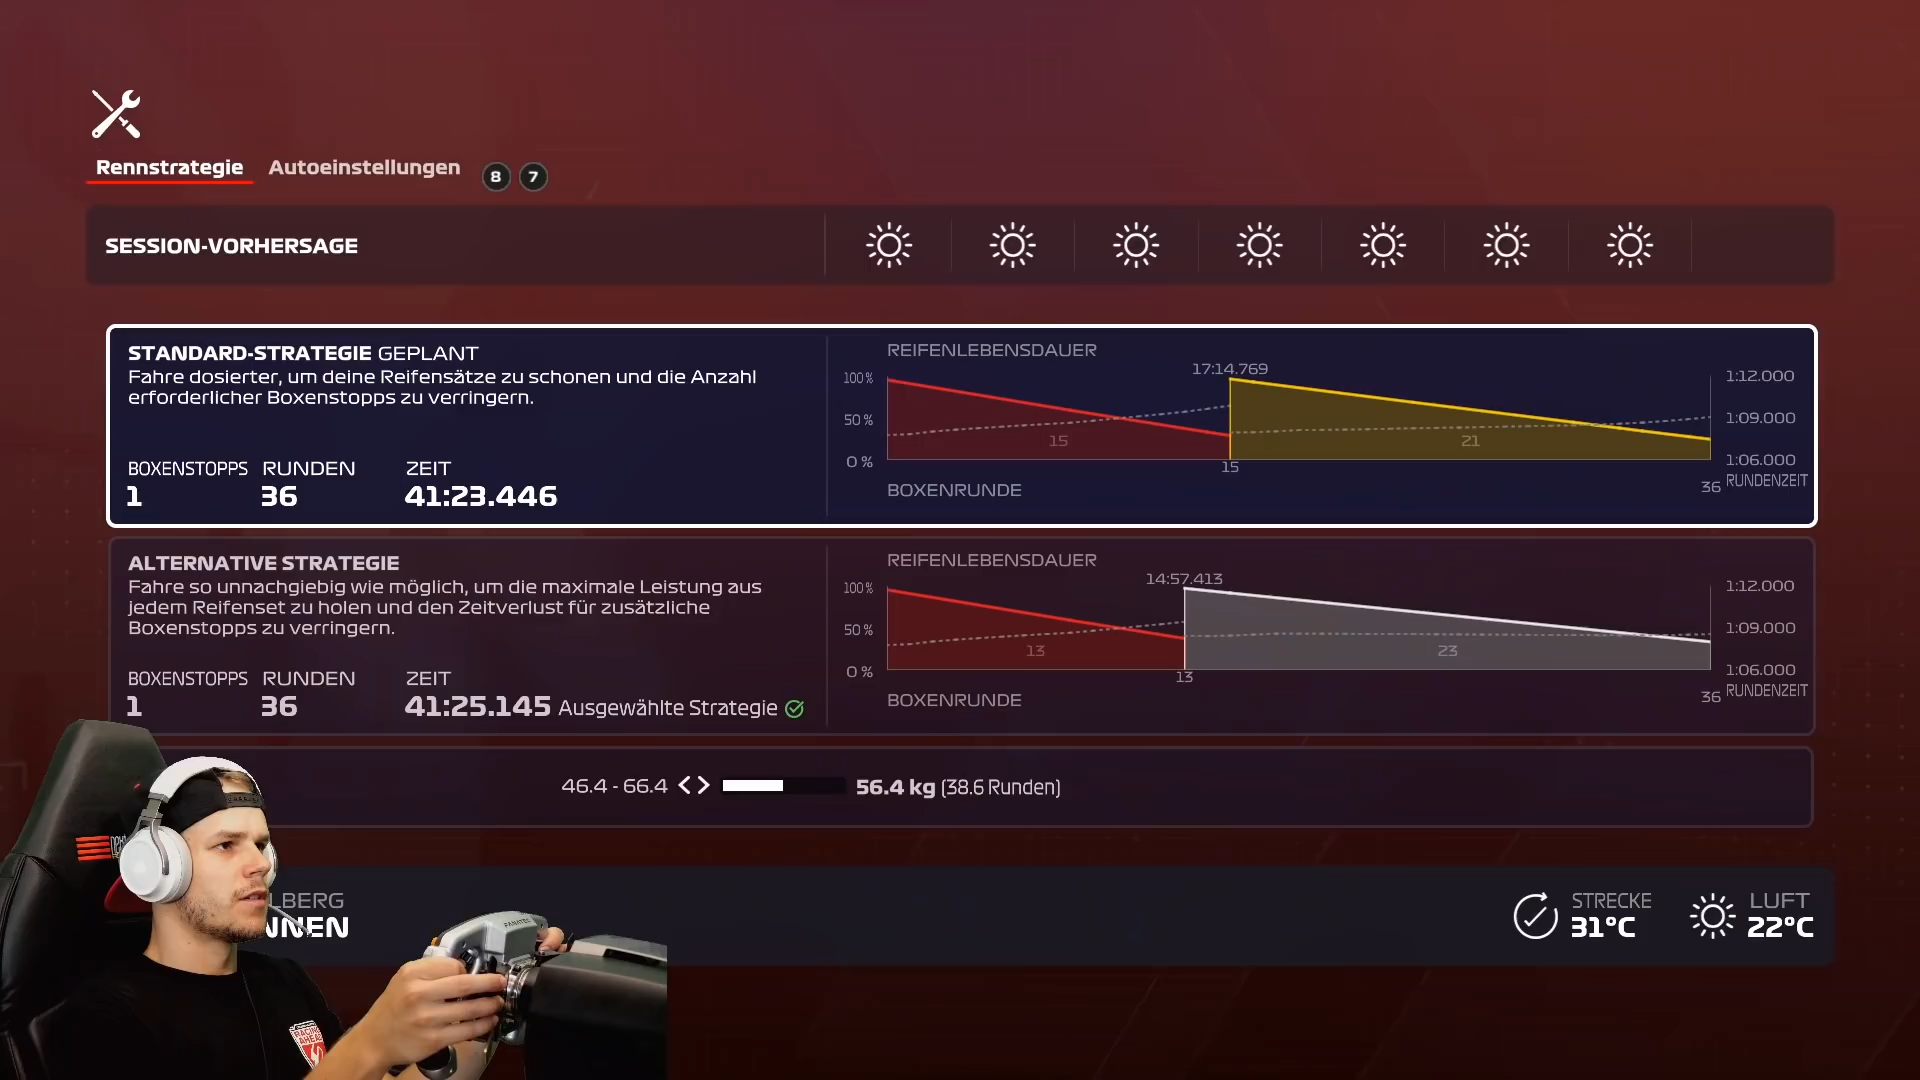 Rennstrategie Autoeinstellungen 8 7
SESSION-VORHERSAGE
STANDARD-STRATEGIE GEPLANT
Fahre dosierter, um deine Reifensätze zu schonen und die Anzahl
erforderlicher Boxenstopps zu verringern.
BOXENSTOPPS RUNDEN ZEIT
1 36 41:23.446
REIFENLEBENSDAUER
17:14.769
100 %
50 %
0 %
15
21
15
BOXENRUNDE
36
1:12.000
1:09.000
1:06.000
RUNDENZEIT
ALTERNATIVE STRATEGIE
Fahre so unnachgiebig wie möglich, um die maximale Leistung aus
jedem Reifenset zu holen und den Zeitverlust für zusätzliche
Boxenstopps zu verringern.
BOXENSTOPPS RUNDEN ZEIT
1 36 41:25.145 Ausgewählte Strategie
REIFENLEBENSDAUER
14:57.413
100 %
50 %
0 %
13
23
13
BOXENRUNDE
36
1:12.000
1:09.000
1:06.000
RUNDENZEIT
46.4 - 66.4 56.4 kg (38.6 Runden)
LBERG
NNEN
STRECKE
31°C
LUFT
22°C
FANATEC
RACING
AREA